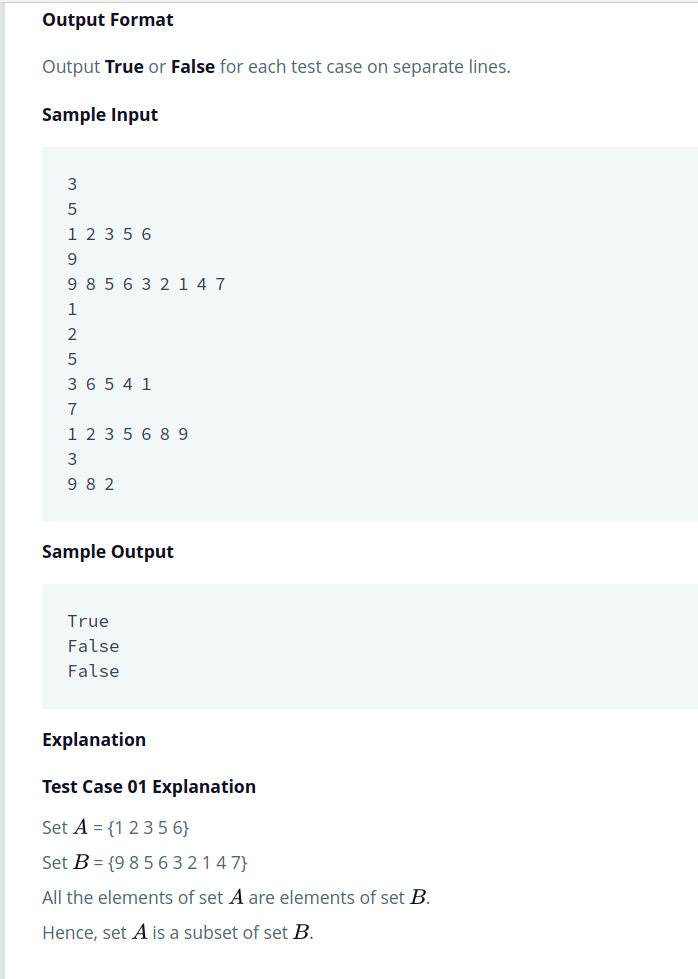 Output Format
Output True or False for each test case on separate lines.
Sample Input
3
5
1 2 3 5 6
9
9 8 5 6 3 2 1 4 7
1
2
5
3 6 5 4 1
7
1 2 3 5 6 8 9
3
9 8 2
Sample Output
True
False
False
Explanation
Test Case 01 Explanation
Set A = {1 2 3 5 6}
Set B = {9 8 5 6 3 2 1 4 7}
All the elements of set A are elements of set B.
Hence, set A is a subset of set B.